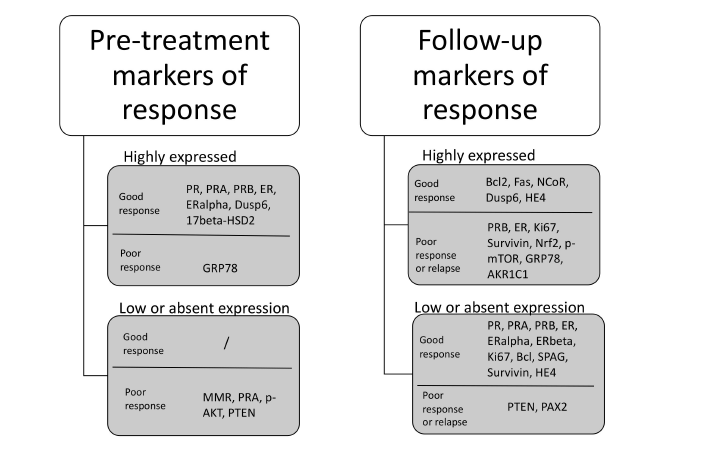 Pre-treatment
markers of
response
Highly expressed
Good
response
PR, PRA, PRB, ER,
ERalpha, Dusp6,
17beta-HSD2
Poor
response
GRP78
Low or absent expression
Good
response
/
Poor
response
MMR, PRA, p-
AKT, PTEN
Follow-up
markers of
response
Highly expressed
Good
response
Bcl2, Fas, NCoR,
Dusp6, HE4
Poor
response
or relapse
PRB, ER, Ki67,
Survivin, Nrf2, p-
mTOR, GRP78,
AKR1C1
Low or absent expression
Good
response
PR, PRA, PRB, ER,
ERalpha, ERbeta,
Ki67, Bcl, SPAG,
Survivin, HE4
Poor
response
or relapse
PTEN, PAX2